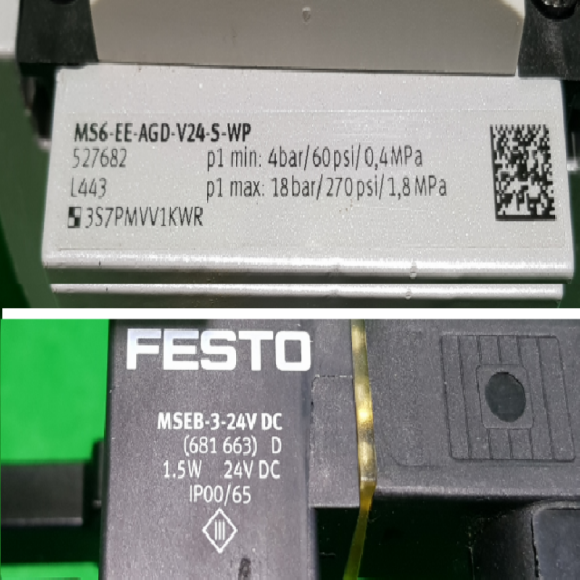 MS6-EE-AGD-V24-S-WP
527682 p1 min: 4bar/60psi/0,4MPa
L443 p1 max: 18bar/270psi/1,8MPa
3S7PMVV1KWR
FESTO
MSEB-3-24V DC
(681 663) D
1.5W 24V DC
IP00/65
III